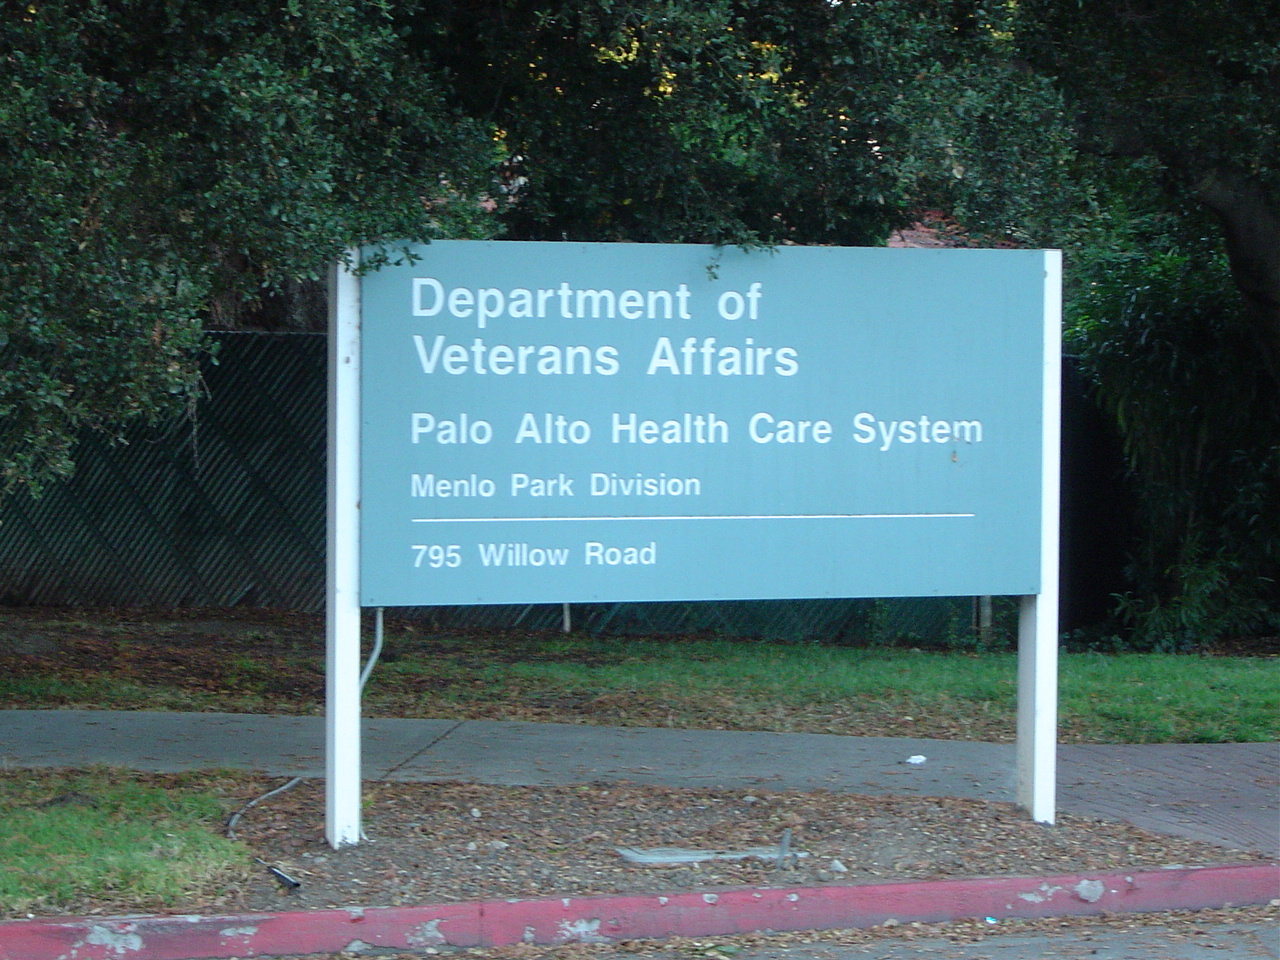 Department of
Veterans Affairs
Palo Alto Health Care System
Menlo Park Division
795 Willow Road